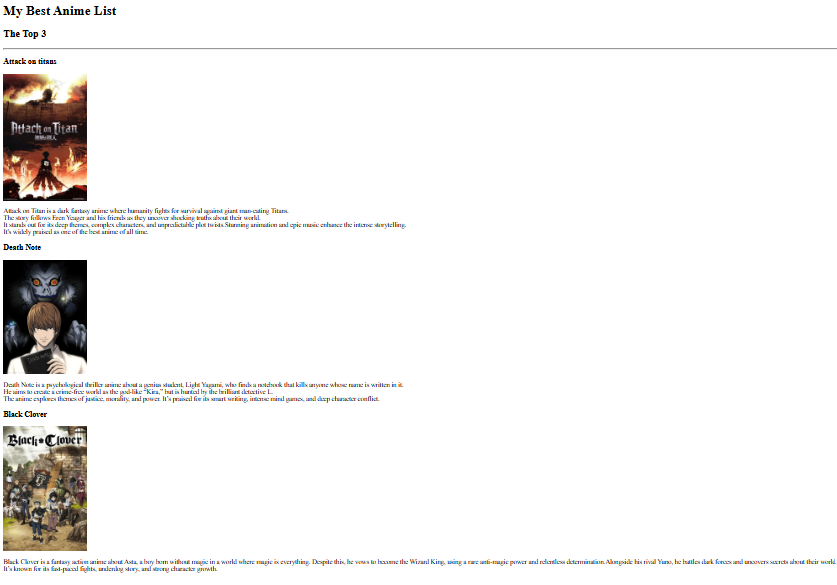 My Best Anime List
The Top 3
Attack on titans
Attack on Titan
Attack on Titan is a dark fantasy anime where humanity fights for survival against giant man-eating Titans.
The story follows Eren Yeager and his friends as they uncover shocking truths about their world.
It stands out for its deep themes, complex characters, and unpredictable plot twists.Stunning animation and epic music enhance the intense storytelling.
It's widely praised as one of the best anime of all time.
Death Note
Death Note is a psychological thriller anime about a genius student, Light Yagami, who finds a notebook that kills anyone whose name is written in it.
He aims to create a crime-free world as the god-like “Kira,” but is hunted by the brilliant detective L.
The anime explores themes of justice, morality, and power. It’s praised for its smart writing, intense mind games, and deep character conflict.
Black Clover
Black Clover
Black Clover is a fantasy action anime about Asta, a boy born without magic in a world where magic is everything. Despite this, he vows to become the Wizard King, using a rare anti-magic power and relentless determination.Alongside his rival Yuno, he battles dark forces and uncovers secrets about their world.
It’s known for its fast-paced fights, underdog story, and strong character growth.